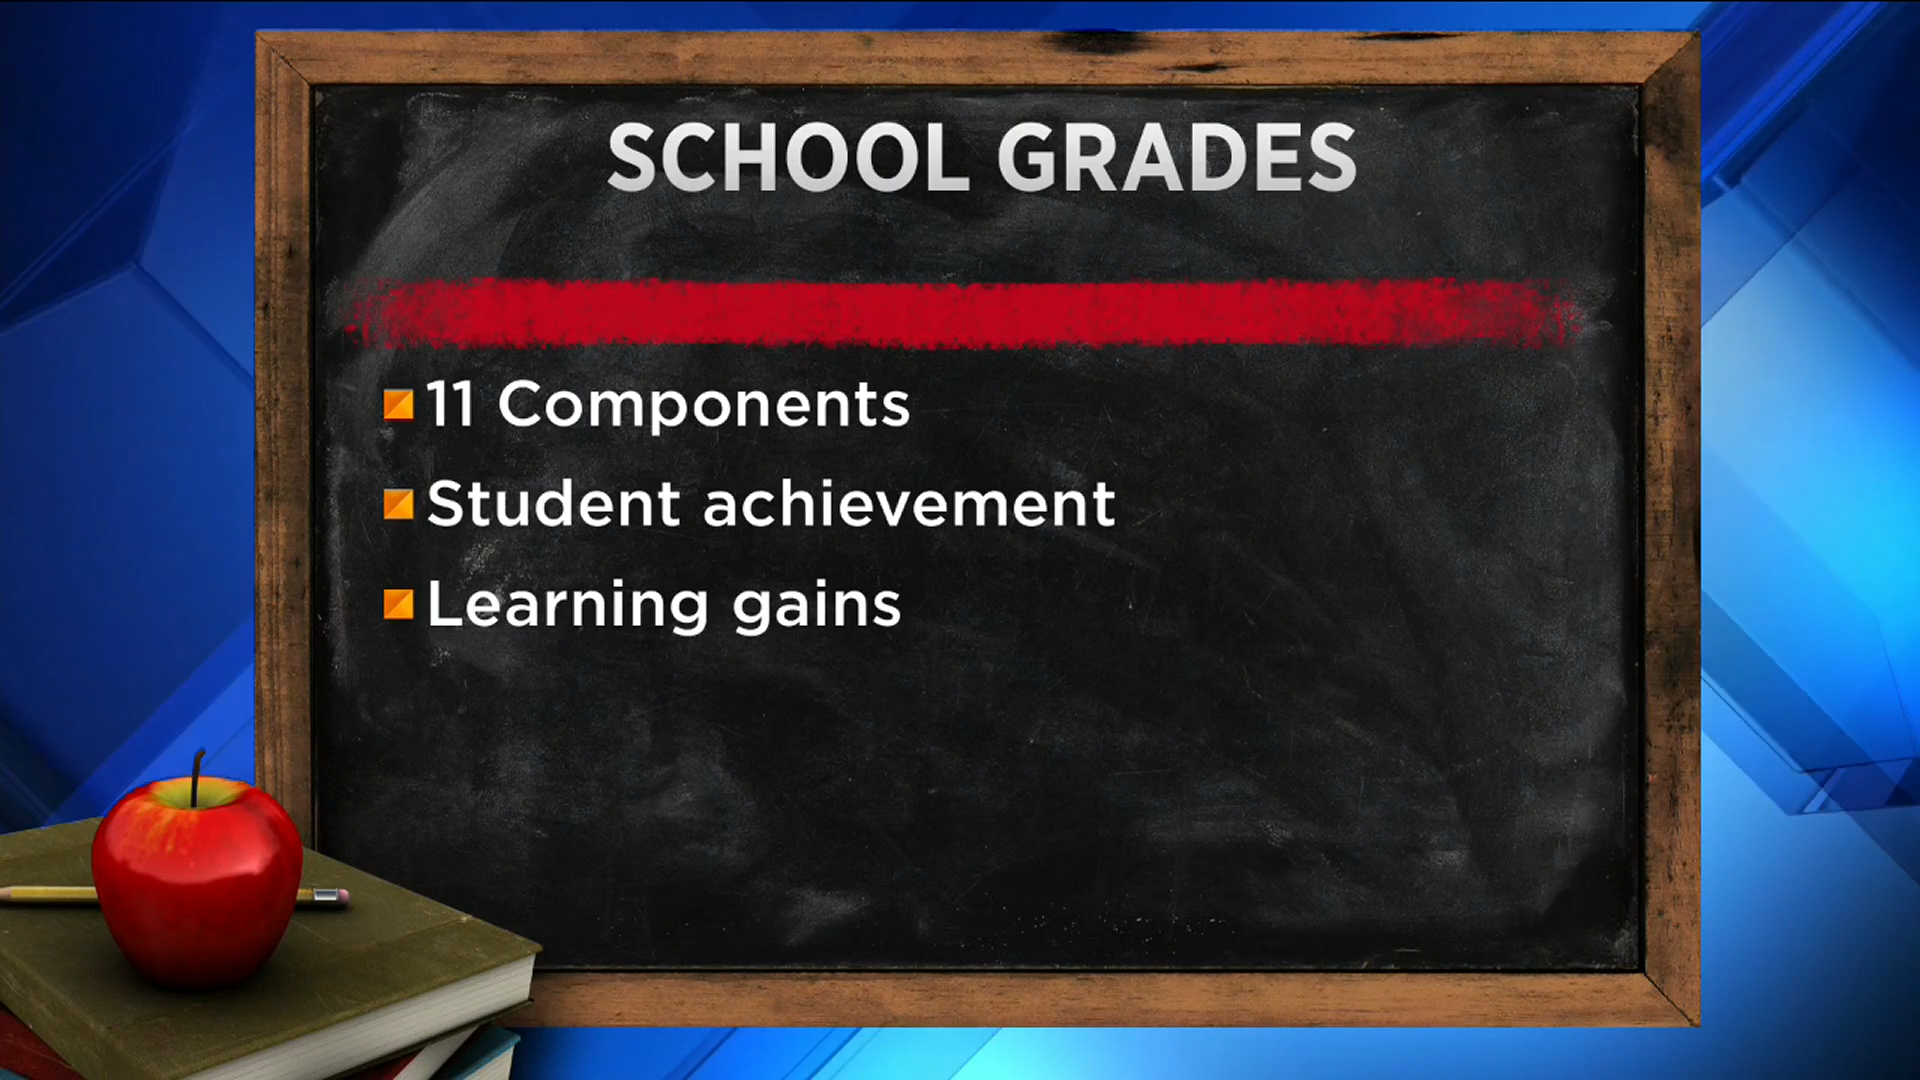 SCHOOL GRADES
11 Components
Student achievement
Learning gains